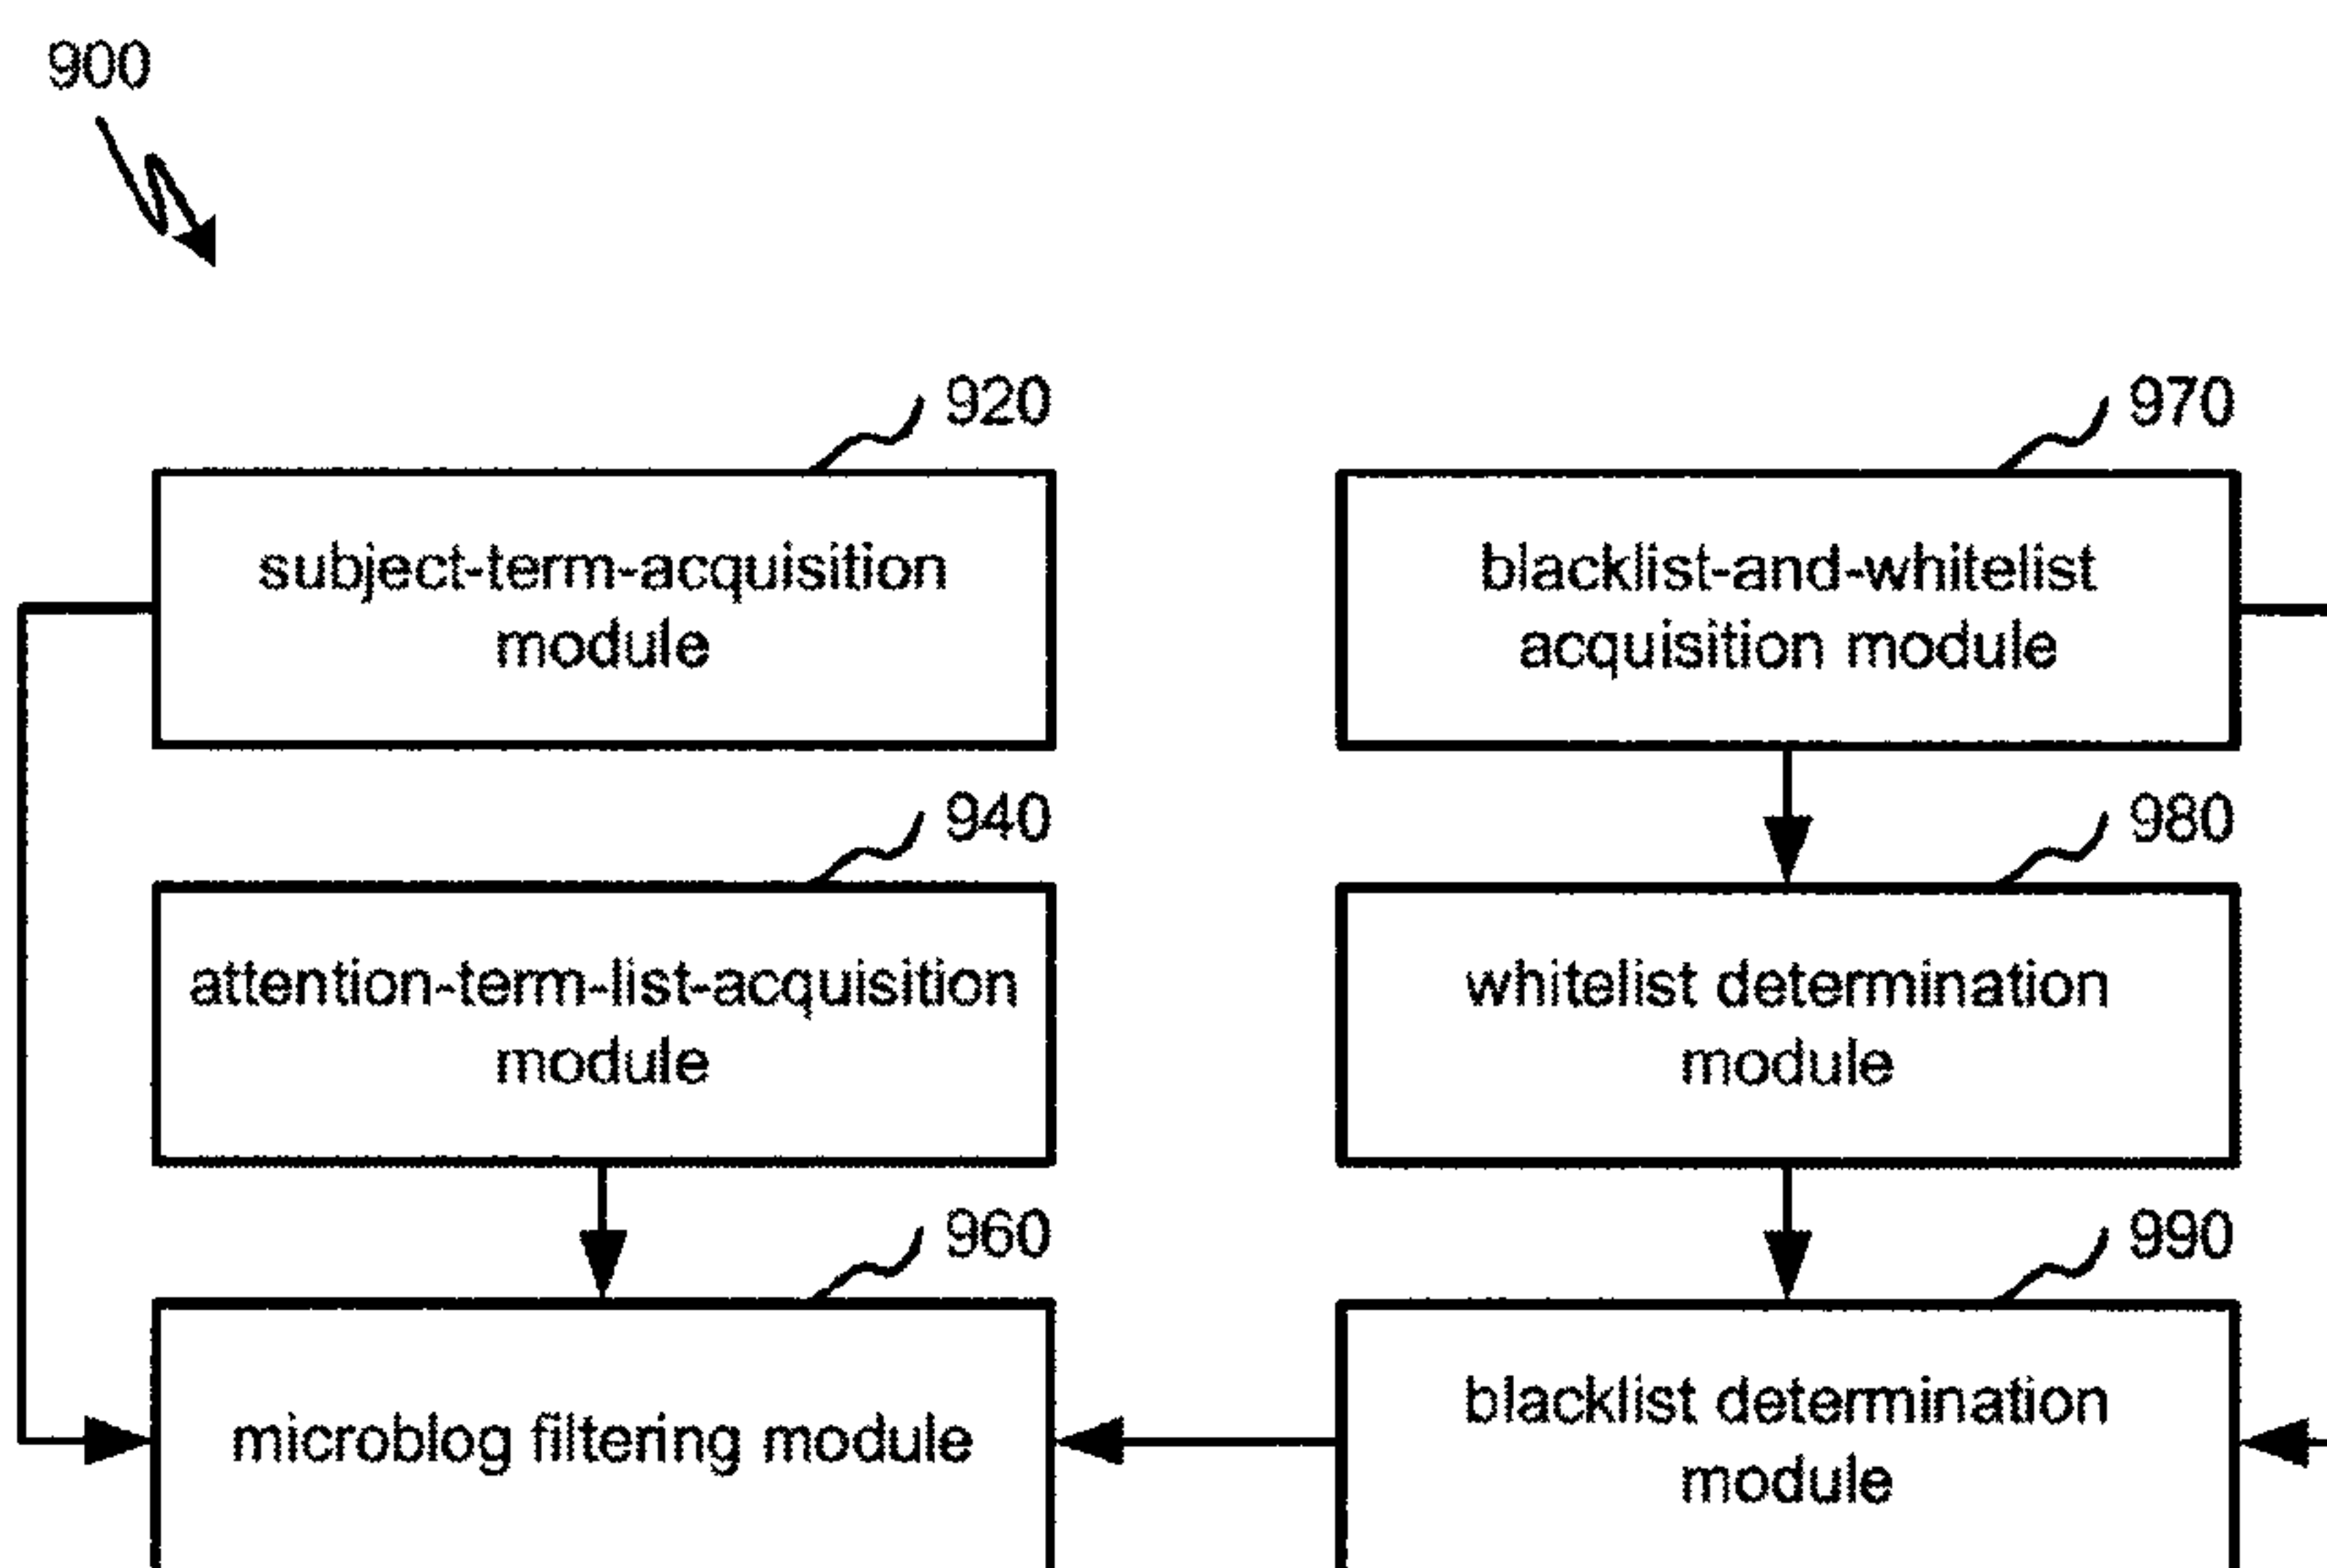 900
920
970
subject-term-acquisition
module
blacklist-and-whitelist
acquisition module
940
980
attention-term-list-acquisition
module
whitelist determination
module
960
990
microblog filtering module
blacklist determination
module